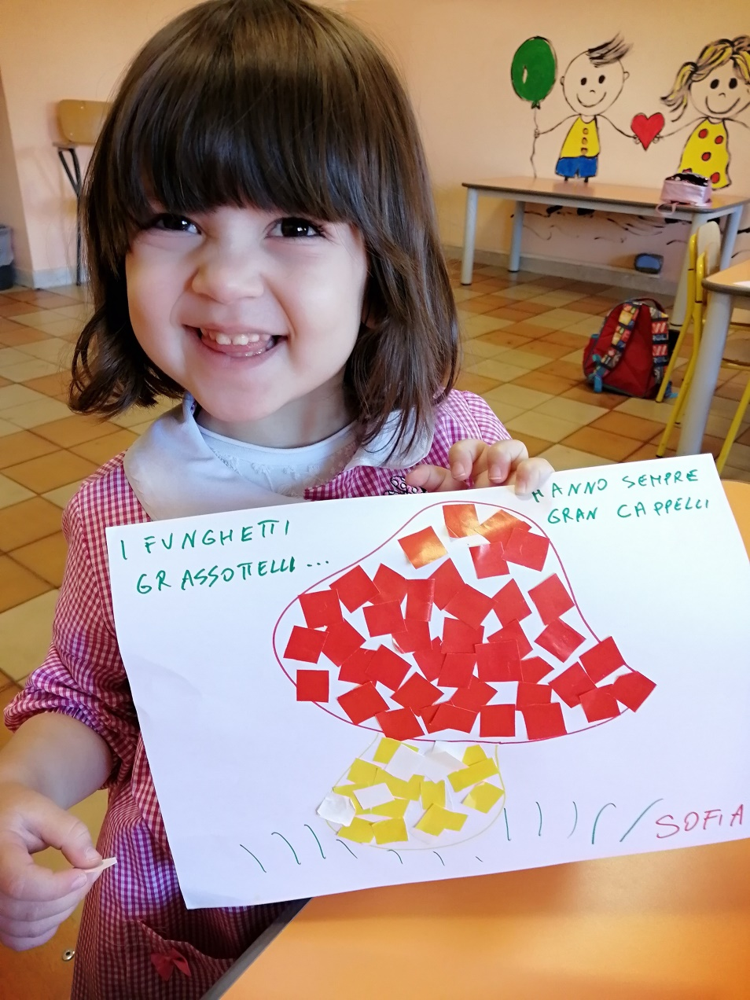 I FUNGHETTI
GRASSOTTELLI...
HANNO SEMPRE
GRAN CAPPELLI
SOFIA